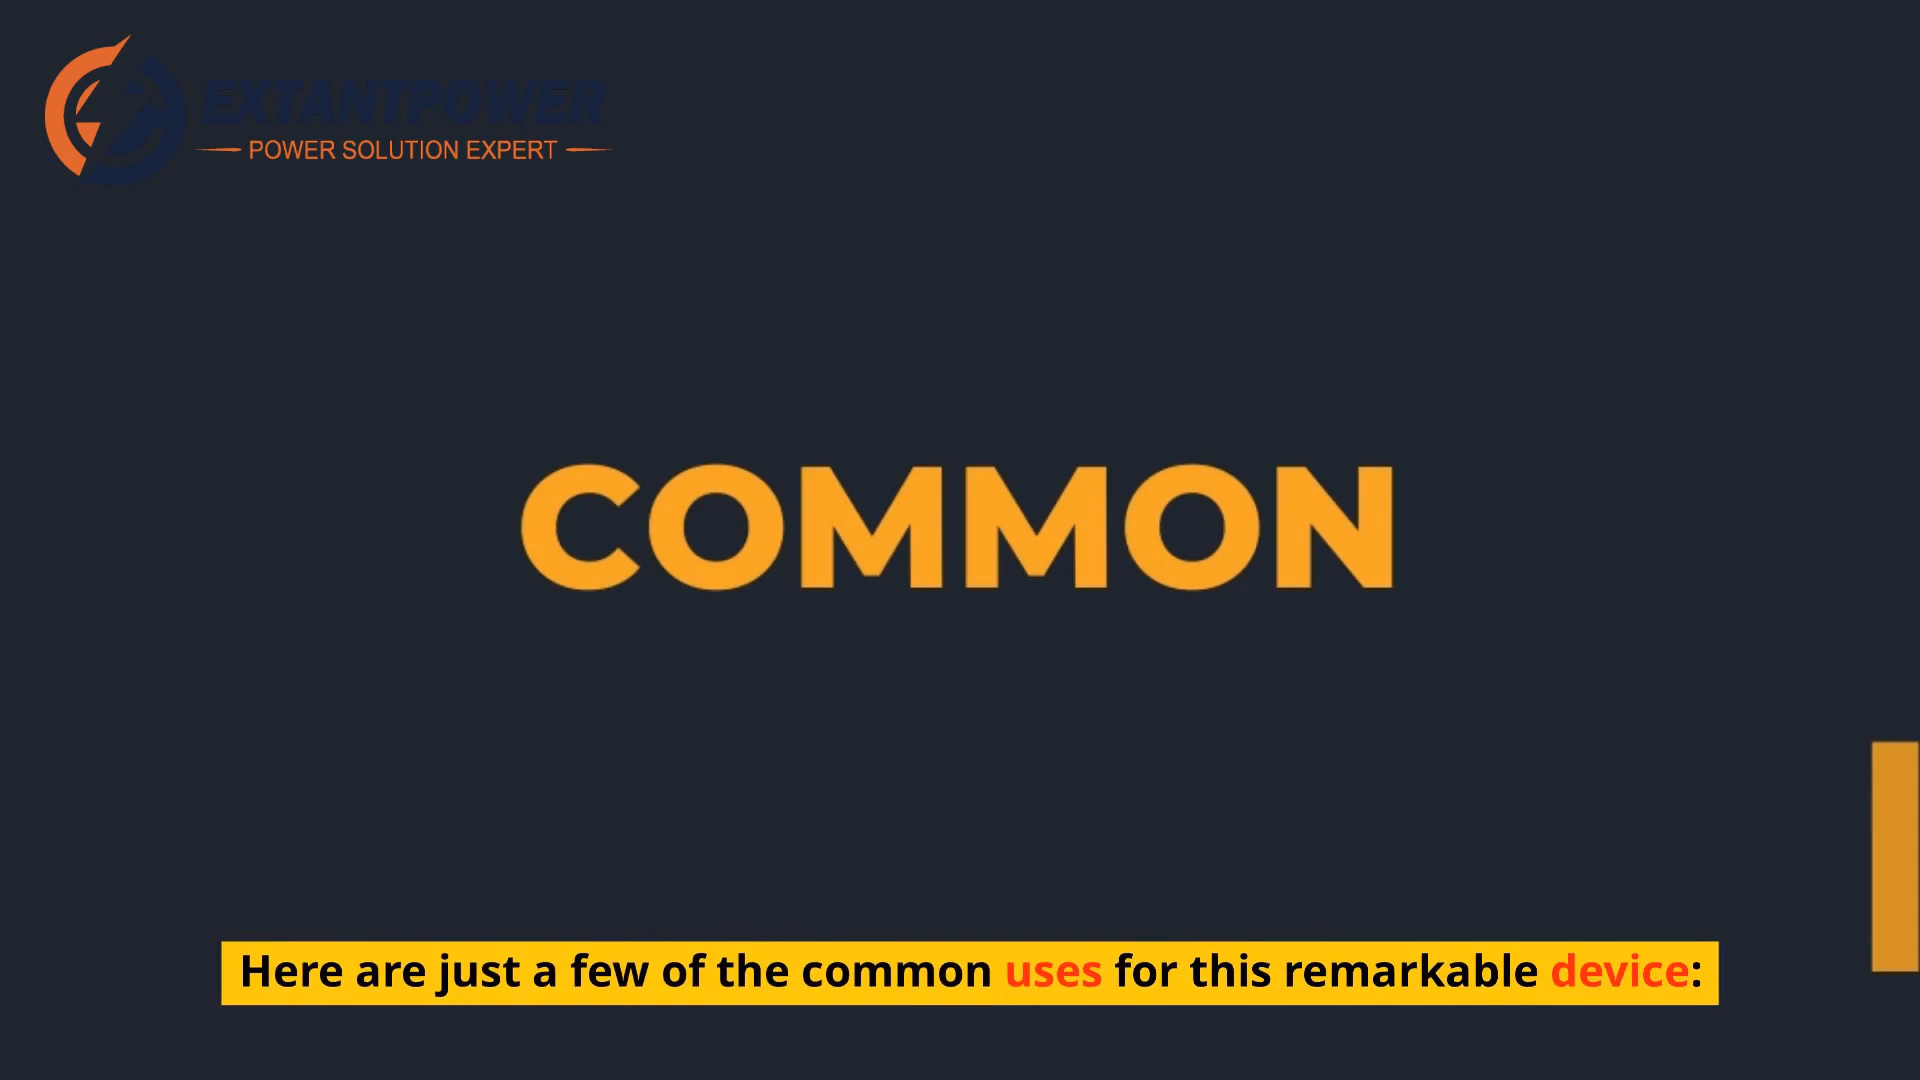 EXTANTPOWER
POWER SOLUTION EXPERT
COMMON
Here are just a few of the common uses for this remarkable device: